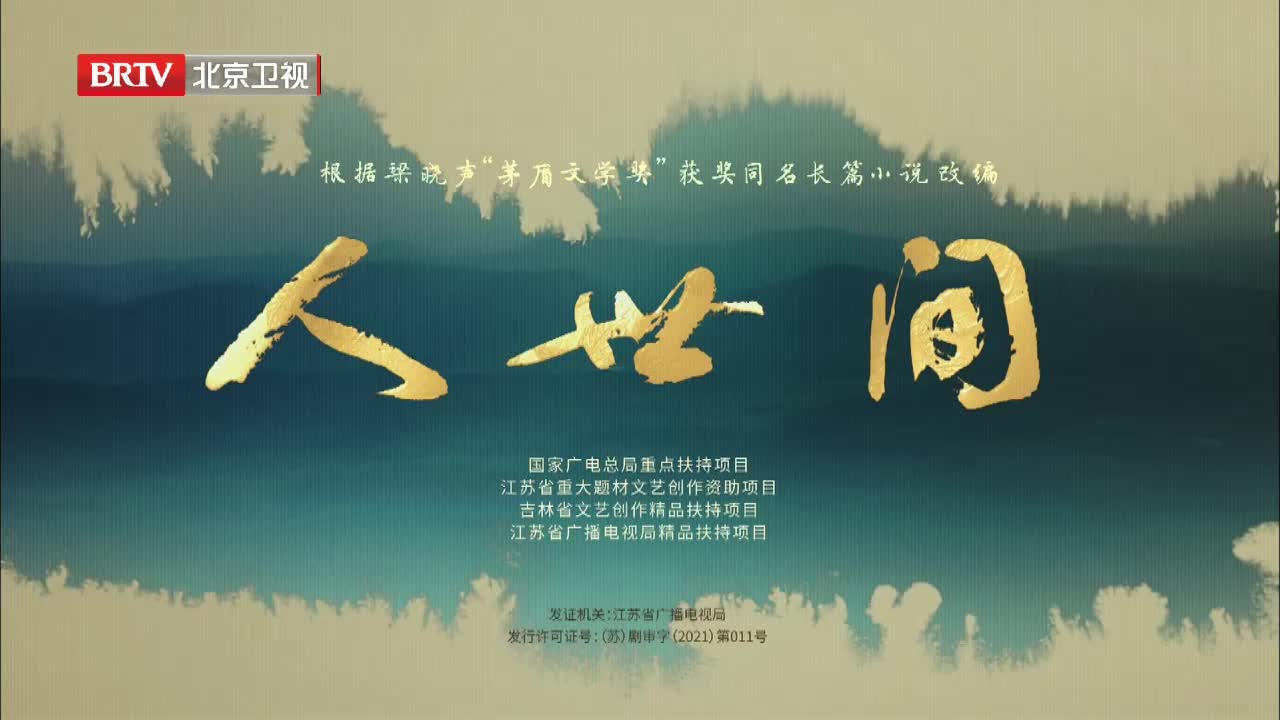 BRTV 北京卫视
根据梁晓声“茅盾文学奖”获奖同名长篇小说改编
人世间
国家广电总局重点扶持项目
江苏省重大题材文艺创作资助项目
吉林省文艺创作精品扶持项目
江苏省广播电视局精品扶持项目
发证机关：江苏省广播电视局
发行许可证号：（苏）剧审字（2021）第011号